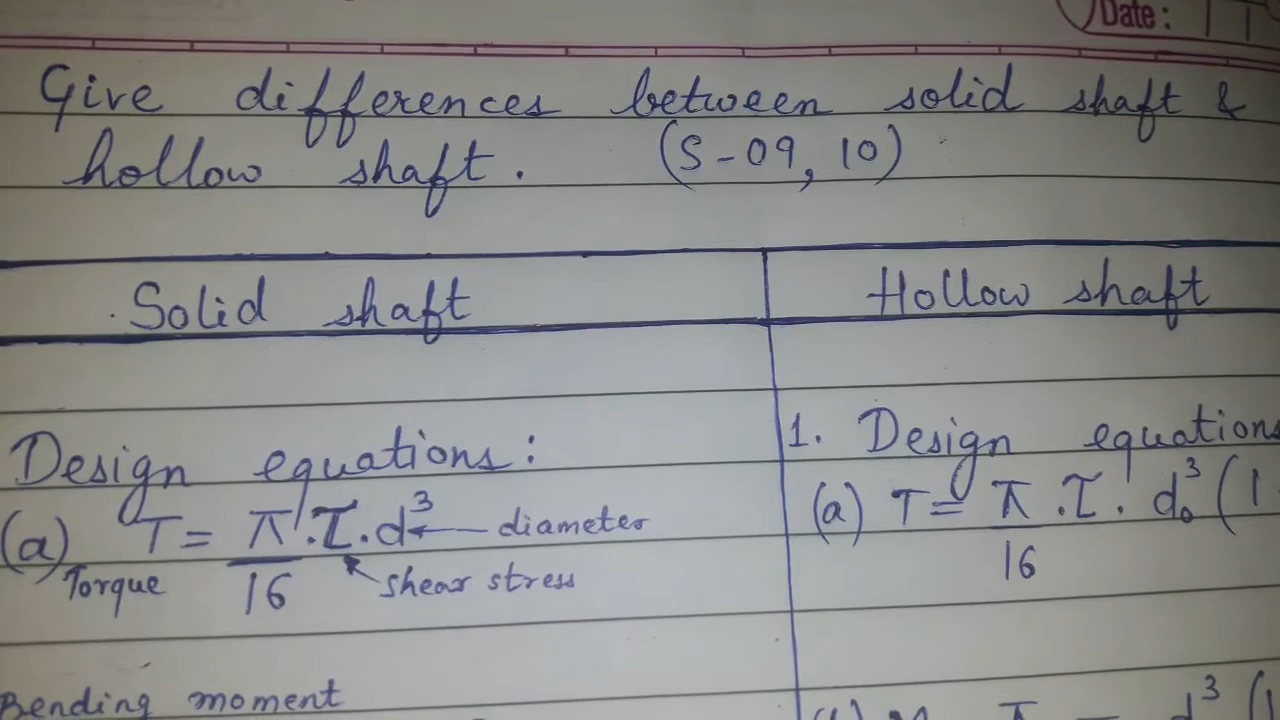 Date:
Give differences between solid shaft &
hollow shaft. (S-09, 10)
Solid shaft
Hollow shaft
Design equations:
(a) T = π/16 . τ . d³ ← diameter
Torque
shear stress
Bending moment
1. Design equations
(a) T = π/16 . τ . d₀³ (1